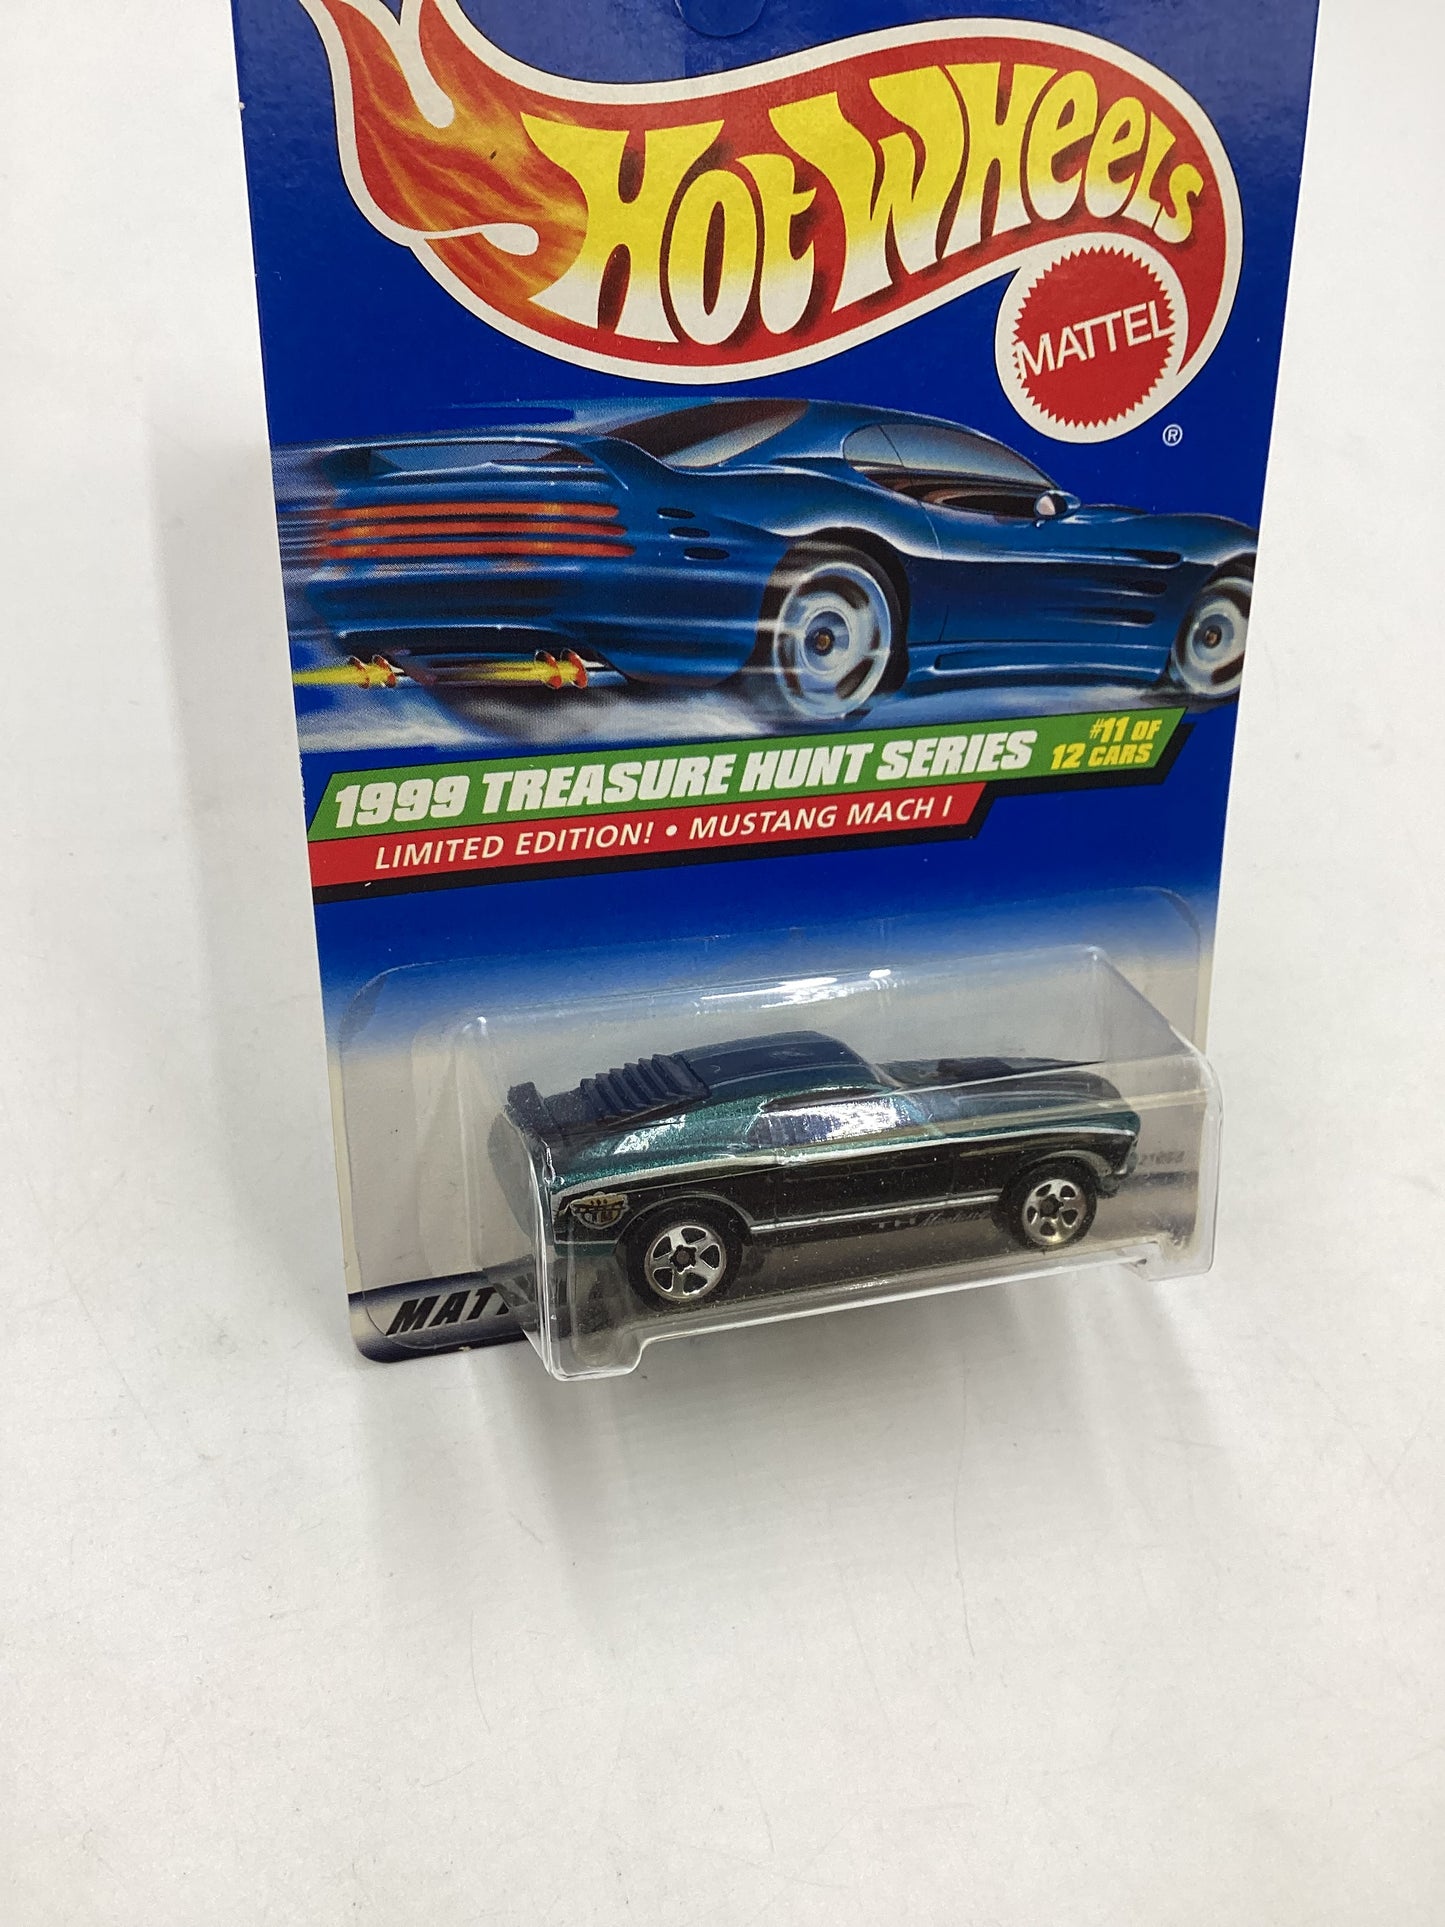 Hot Wheels
MATTEL
®
1999 TREASURE HUNT SERIES
#11 OF
12 CARS
LIMITED EDITION! • MUSTANG MACH I